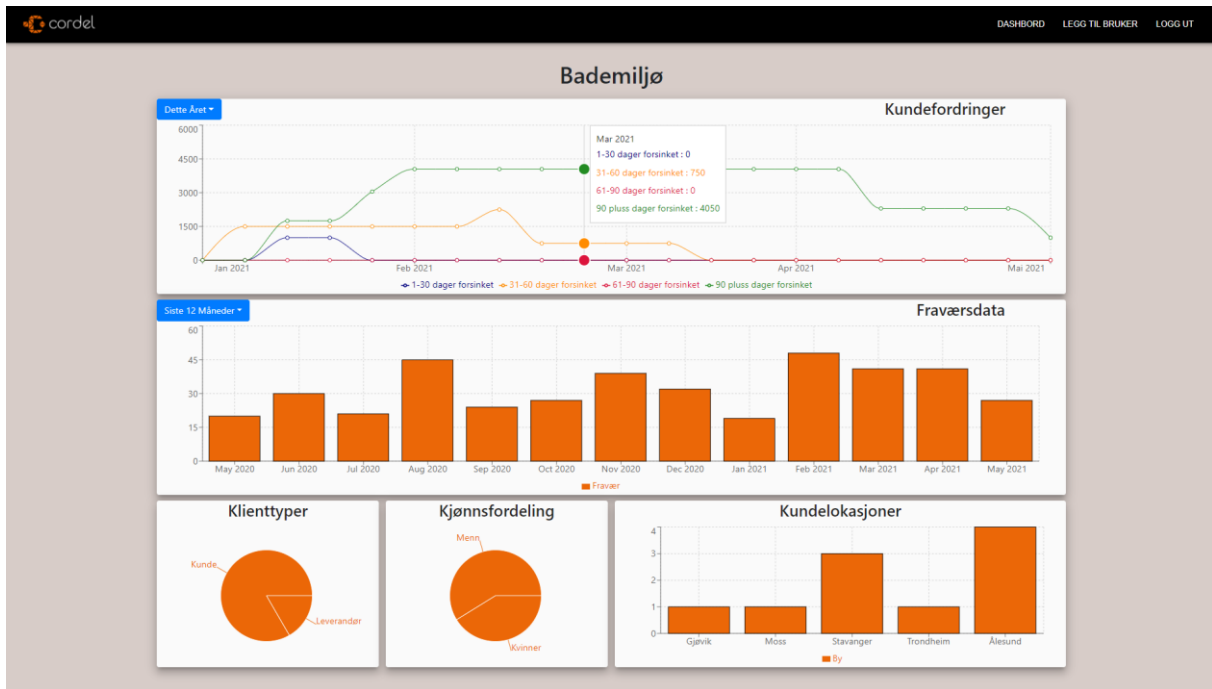 cordel
DASHBORD LEGG TIL BRUKER LOGG UT
Bademiljø
Dette Året
Kundefordringer
6000
4500
3000
1500
0
Mar 2021
1-30 dager forsinket : 0
31-60 dager forsinket : 750
61-90 dager forsinket : 0
90 pluss dager forsinket : 4050
Jan 2021 Feb 2021 Mar 2021 Apr 2021 Mai 2021
1-30 dager forsinket 31-60 dager forsinket 61-90 dager forsinket 90 pluss dager forsinket
Siste 12 Måneder
Fraværsdata
60
45
30
15
0
May 2020 Jun 2020 Jul 2020 Aug 2020 Sep 2020 Oct 2020 Nov 2020 Dec 2020 Jan 2021 Feb 2021 Mar 2021 Apr 2021 May 2021
Fravær
Klienttyper
Kunde
Leverandør
Kjønnsfordeling
Menn
Kvinner
Kundelokasjoner
4
3
2
1
0
Gjøvik Moss Stavanger Trondheim Ålesund
By